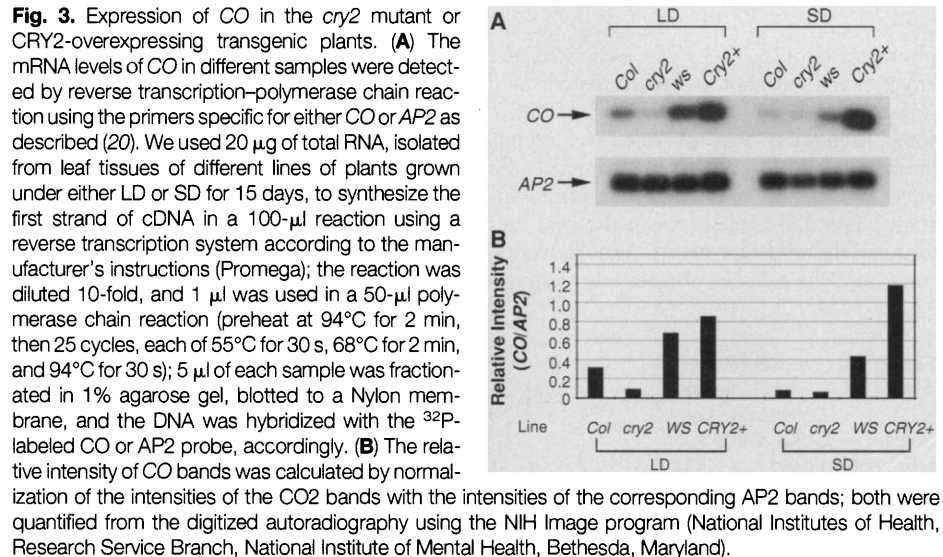 Fig. 3. Expression of CO in the cry2 mutant or
CRY2-overexpressing transgenic plants. (A) The
mRNA levels of CO in different samples were detect-
ed by reverse transcription–polymerase chain reac-
tion using the primers specific for either CO or AP2 as
described (20). We used 20 μg of total RNA, isolated
from leaf tissues of different lines of plants grown
under either LD or SD for 15 days, to synthesize the
first strand of cDNA in a 100-μl reaction using a
reverse transcription system according to the man-
ufacturer's instructions (Promega); the reaction was
diluted 10-fold, and 1 μl was used in a 50-μl poly-
merase chain reaction (preheat at 94°C for 2 min,
then 25 cycles, each of 55°C for 30 s, 68°C for 2 min,
and 94°C for 30 s); 5 μl of each sample was fraction-
ated in 1% agarose gel, blotted to a Nylon mem-
brane, and the DNA was hybridized with the 32P-
labeled CO or AP2 probe, accordingly. (B) The rela-
tive intensity of CO bands was calculated by normal-
ization of the intensities of the CO2 bands with the intensities of the corresponding AP2 bands; both were
quantified from the digitized autoradiography using the NIH Image program (National Institutes of Health,
Research Service Branch, National Institute of Mental Health, Bethesda, Maryland).
A
LD SD
Col cry2 ws Cry2+ Col cry2 ws Cry2+
CO
AP2
B
Relative Intensity
(CO/AP2)
1.4
1.2
1.0
0.8
0.6
0.4
0.2
0
Line Col cry2 WS CRY2+ Col cry2 WS CRY2+
LD SD